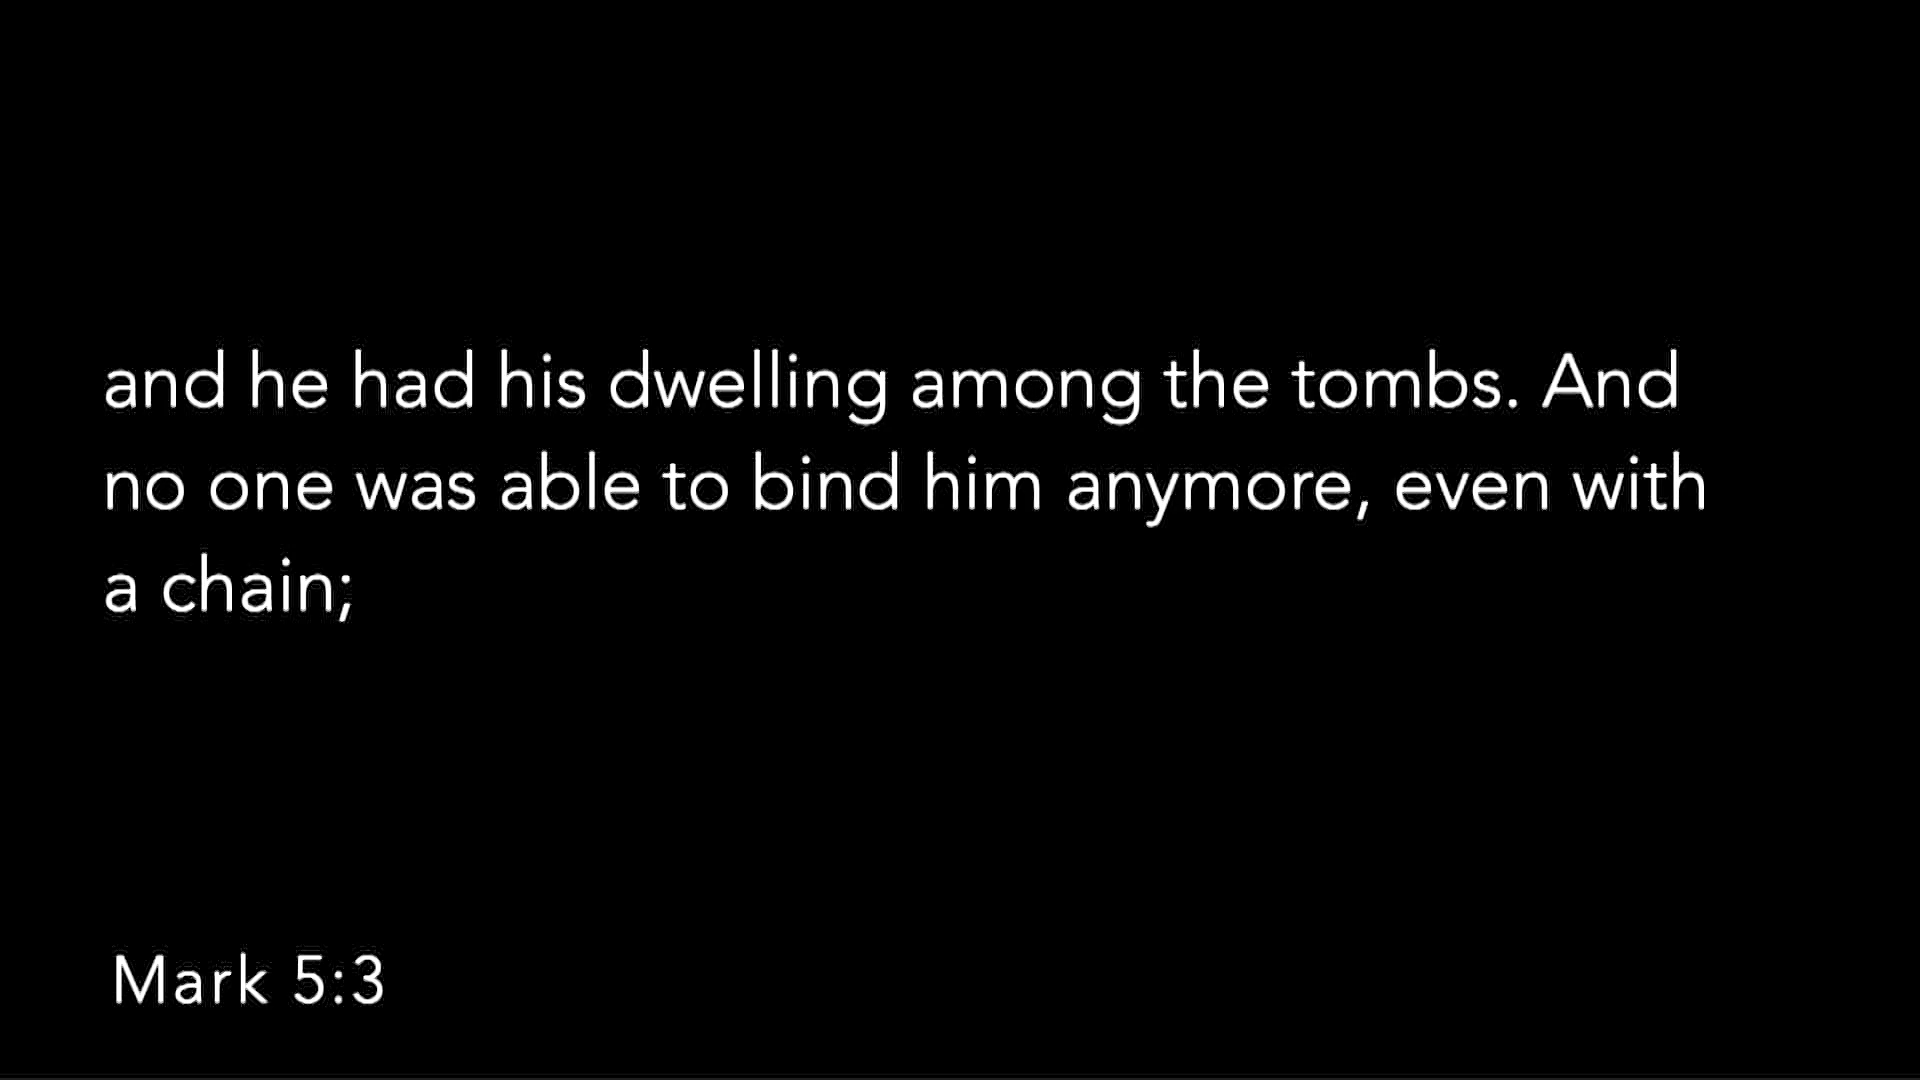 and he had his dwelling among the tombs. And
no one was able to bind him anymore, even with
a chain;
Mark 5:3